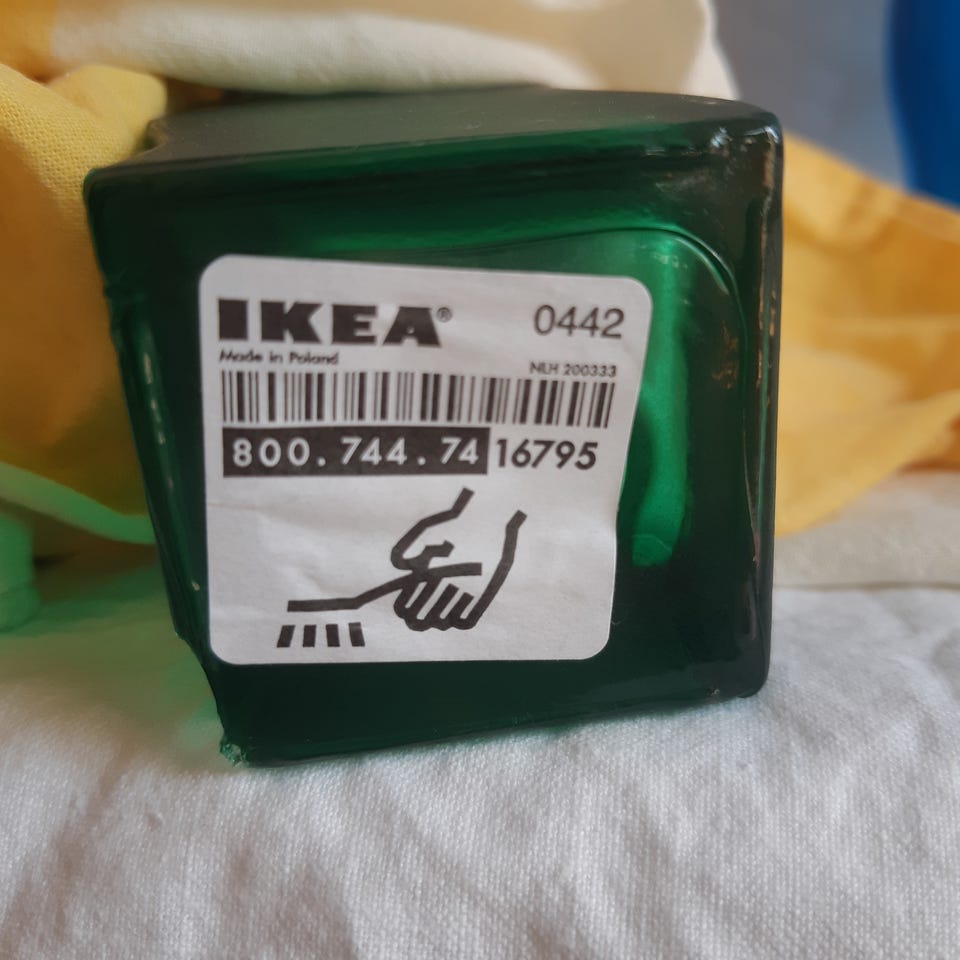 IKEA® 0442
Made in Poland NLH 200333
800.744.74 16795